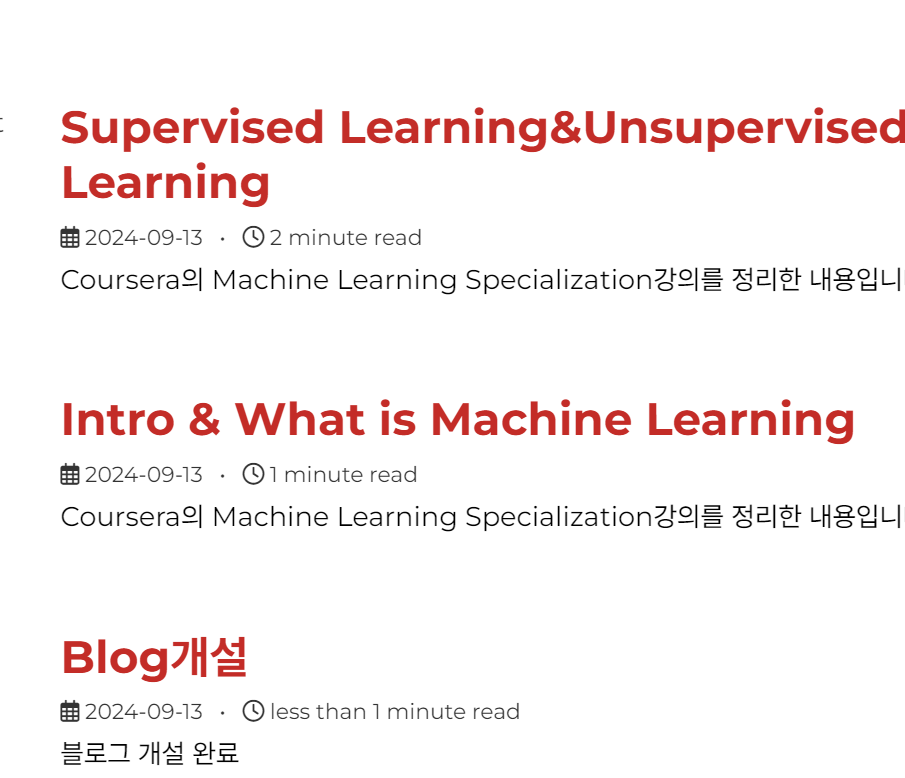 Supervised Learning&Unsupervised
Learning
2024-09-13 · 2 minute read
Coursera의 Machine Learning Specialization강의를 정리한 내용입니
Intro & What is Machine Learning
2024-09-13 · 1 minute read
Coursera의 Machine Learning Specialization강의를 정리한 내용입니
Blog개설
2024-09-13 · less than 1 minute read
블로그 개설 완료